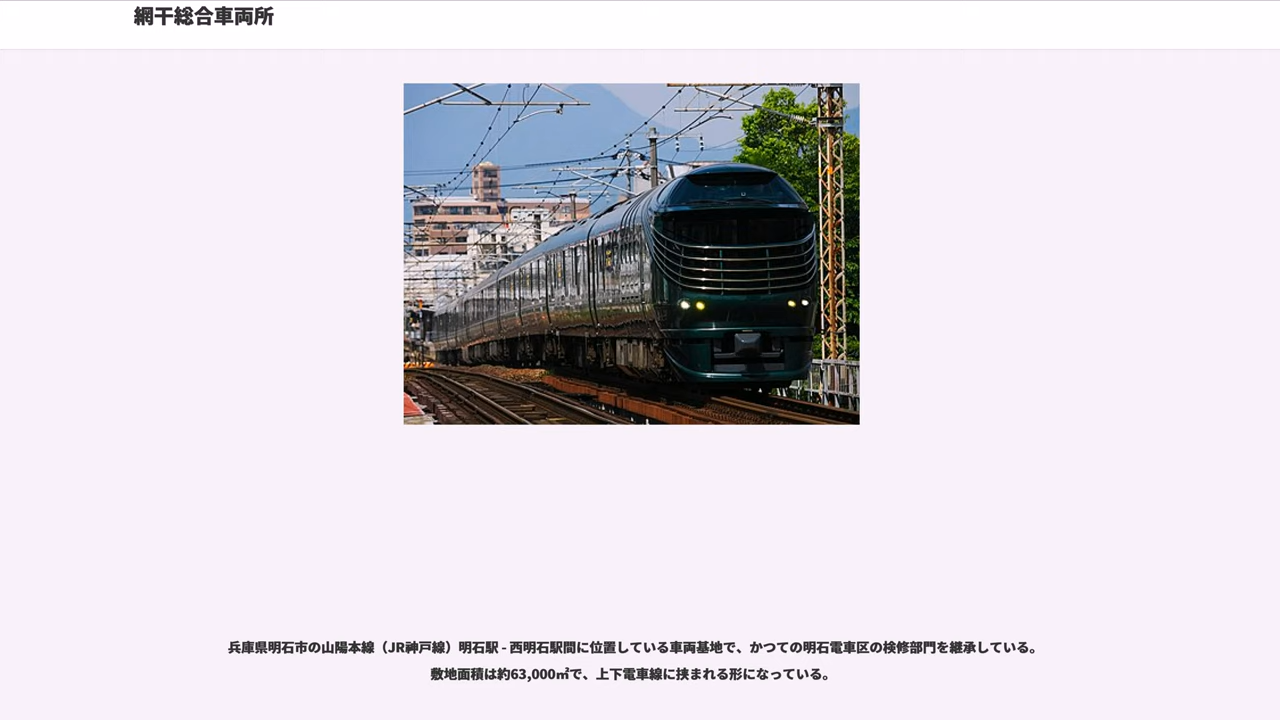 網干総合車両所
兵庫県明石市の山陽本線（JR神戸線）明石駅 - 西明石駅間に位置している車両基地で、かつての明石電車区の検修部門を継承している。
敷地面積は約63,000㎡で、上下電車線に挟まれる形になっている。